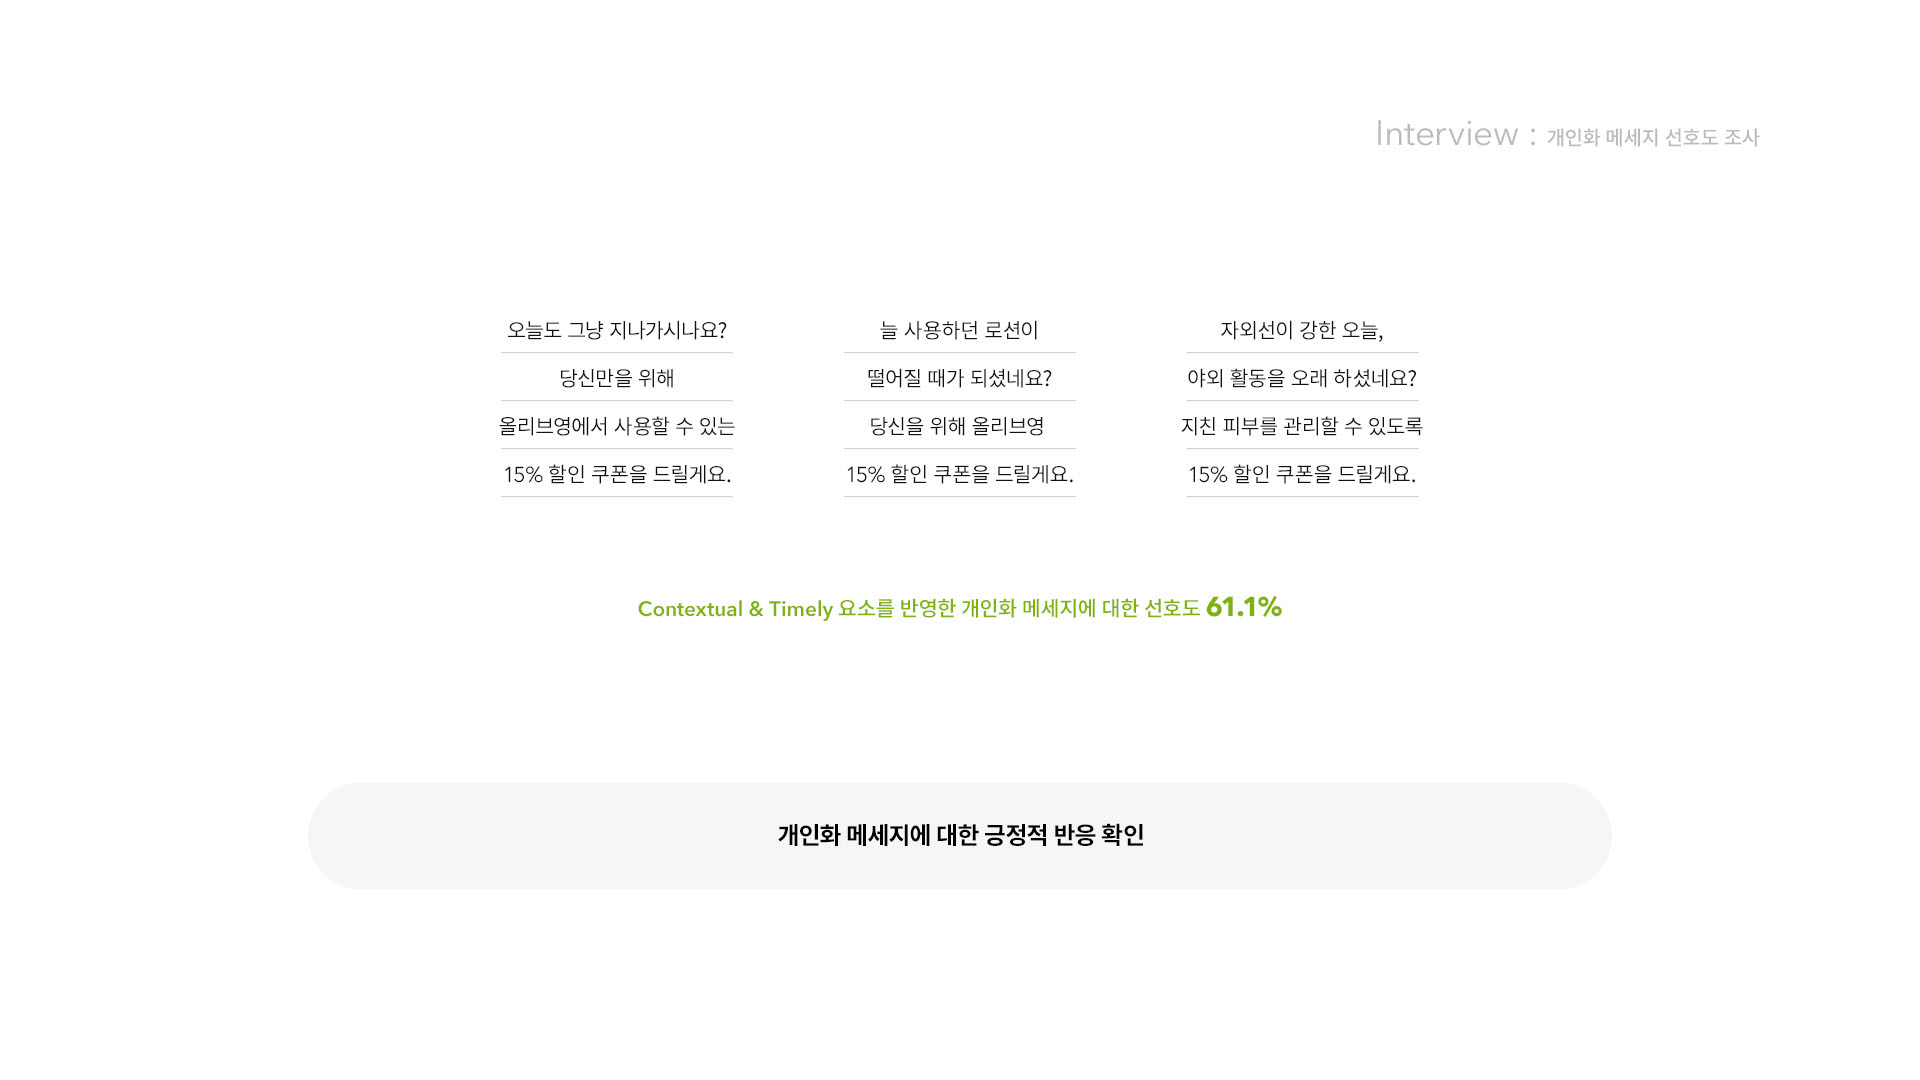 Interview : 개인화 메세지 선호도 조사
오늘도 그냥 지나가시나요?
당신만을 위해
올리브영에서 사용할 수 있는
15% 할인 쿠폰을 드릴게요.
늘 사용하던 로션이
떨어질 때가 되셨네요?
당신을 위해 올리브영
15% 할인 쿠폰을 드릴게요.
자외선이 강한 오늘,
야외 활동을 오래 하셨네요?
지친 피부를 관리할 수 있도록
15% 할인 쿠폰을 드릴게요.
Contextual & Timely 요소를 반영한 개인화 메세지에 대한 선호도 61.1%
개인화 메세지에 대한 긍정적 반응 확인